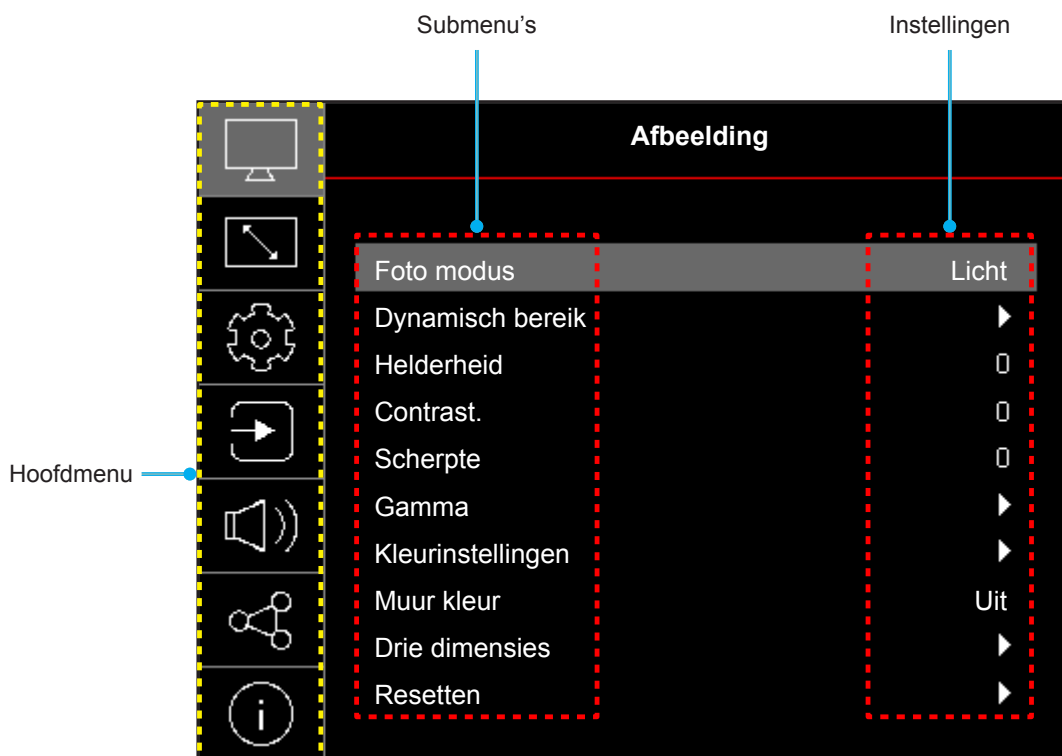 Submenu's
Instellingen
Afbeelding
Foto modus Licht
Dynamisch bereik
Helderheid 0
Contrast. 0
Scherpte 0
Gamma
Kleurinstellingen
Muur kleur Uit
Drie dimensies
Resetten
Hoofdmenu
i